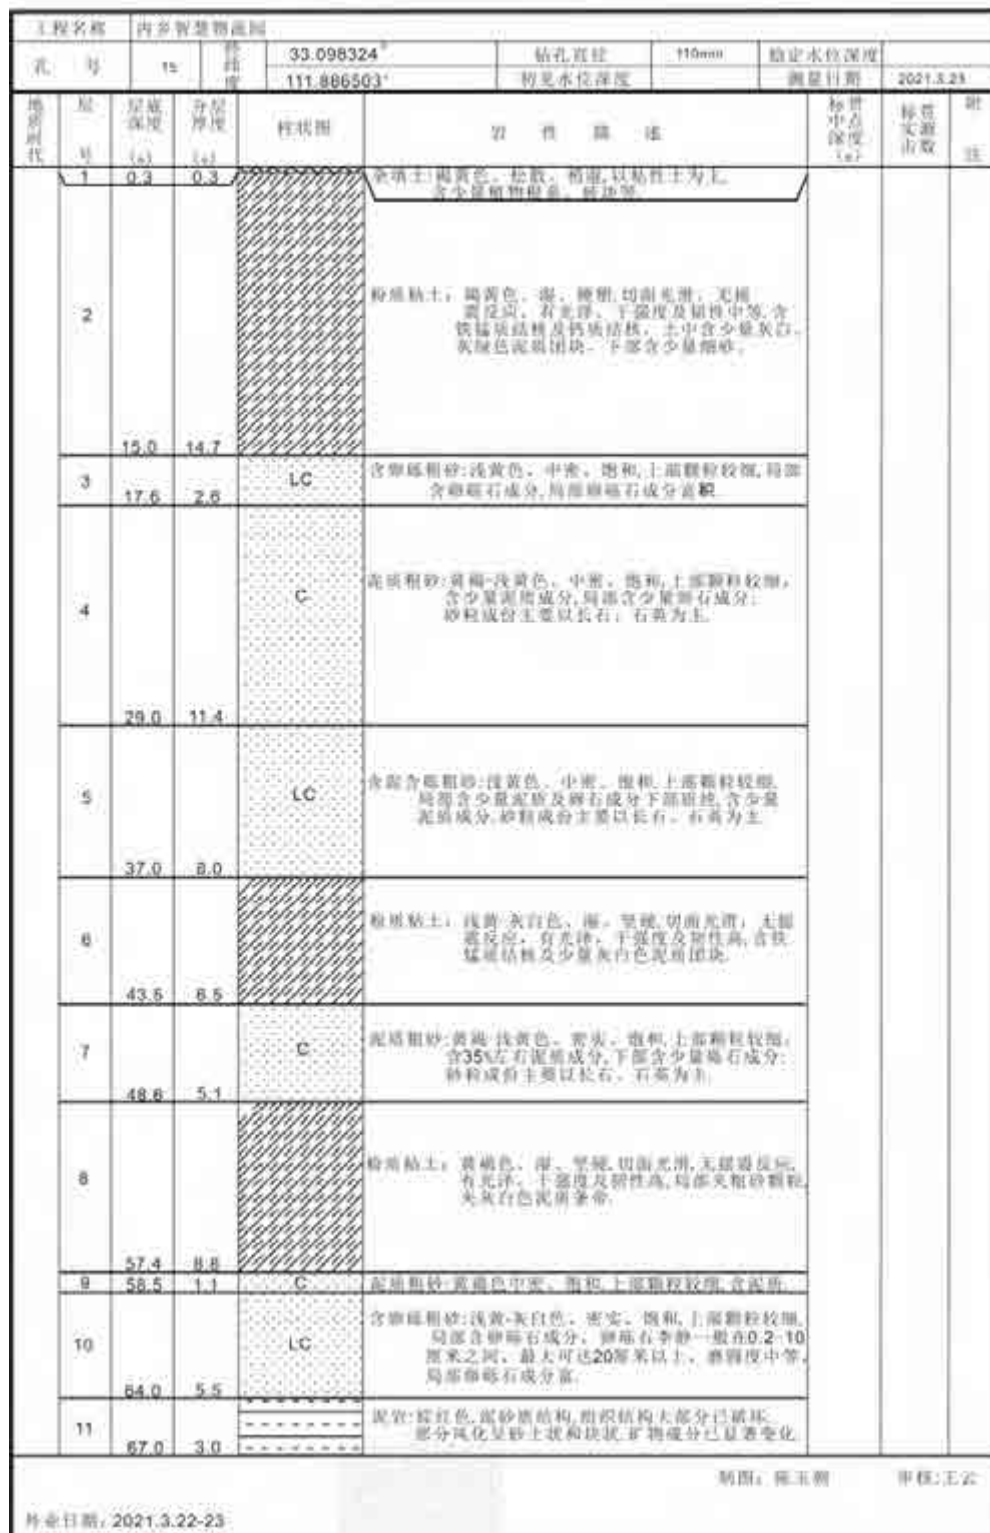 工程名称 内乡智慧物流园
孔 号 15 经纬度 33.098324° 钻孔直径 110mm 稳定水位深度
111.866503° 初见水位深度 测量日期 2021.3.23
地质时代 层号 层底深度(m) 分层厚度(m) 柱状图 岩 性 描 述 标贯中点深度(m) 标贯实测击数 附注
1 0.3 0.3 杂填土:褐黄色、松散、稍湿,以粘性土为主,
含少量植物根系、砖块等.
粉质粘土：褐黄色、湿、硬塑,切面光滑，无摇
震反应、有光泽、干强度及韧性中等,含
2 铁锰质结核及钙质结核，土中含少量灰白、
灰绿色泥质团块。下部含少量细砂。
15.0 14.7
3 LC 含卵砾粗砂:浅黄色、中密、饱和,上部颗粒较细,局部
17.6 2.6 含卵砾石成分,局部卵砾石成分富积
泥质粗砂:黄褐-浅黄色、中密、饱和,上部颗粒较细，
4 C 含少量泥质成分,局部含少量卵石成分;
砂粒成份主要以长石、石英为主.
29.0 11.4
含泥含砾粗砂:浅黄色、中密、饱和,上部颗粒较细,
5 LC 局部含少量泥质及卵石成分下部质纯,含少量
泥质成分,砂粒成份主要以长石、石英为主
37.0 8.0
粉质粘土：浅黄-灰白色、湿、坚硬,切面光滑，无摇
6 震反应、有光泽、干强度及韧性高,含铁
锰质结核及少量灰白色泥质团块.
43.5 6.5
泥质粗砂:黄褐-浅黄色、密实、饱和,上部颗粒较细，
7 C 含35%左右泥质成分,下部含少量砾石成分;
砂粒成份主要以长石、石英为主.
48.6 5.1
粉质粘土：黄褐色、湿、坚硬,切面光滑,无摇震反应,
8 有光泽、干强度及韧性高,局部夹粗砂颗粒,
夹灰白色泥质条带.
57.4 8.8
9 58.5 1.1 C 泥质粗砂:黄褐色中密、饱和,上部颗粒较细,含泥质.
含卵砾粗砂:浅黄-灰白色、密实、饱和,上部颗粒较细,
10 LC 局部含卵砾石成分，卵砾石 一般在0.2-10
厘米之间、最大可达20厘米以上、磨圆度中等,
64.0 5.5 局部卵砾石成分富.
11 泥岩:棕红色,泥砂质结构,组织结构大部分已破坏,
67.0 3.0 部分风化呈砂土状和块状,矿物成分已显著变化
制图：陈玉朝 审核:王云
外业日期：2021.3.22-23